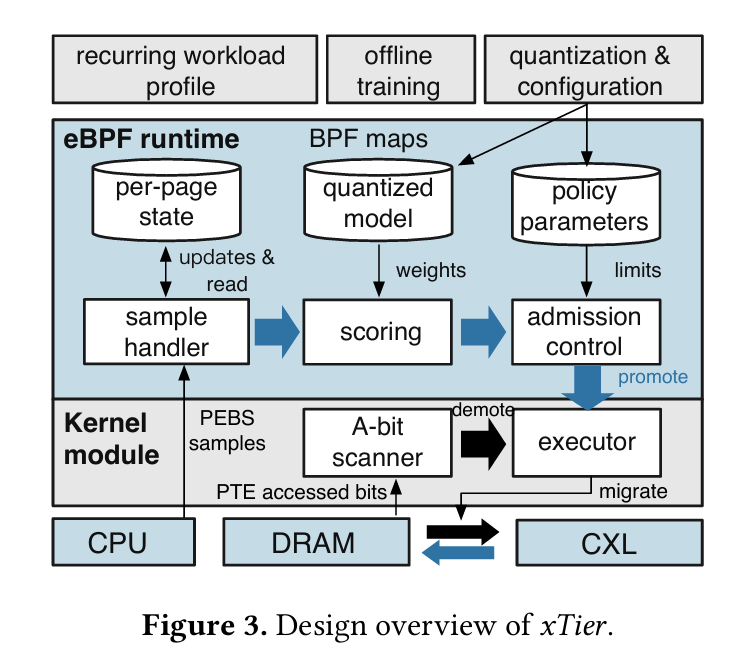 recurring workload
profile
offline
training
quantization &
configuration
eBPF runtime
BPF maps
per-page
state
quantized
model
policy
parameters
updates &
read
weights
limits
sample
handler
scoring
admission
control
promote
Kernel
module
PEBS
samples
A-bit
scanner
demote
executor
PTE accessed bits
migrate
CPU
DRAM
CXL
Figure 3. Design overview of xTier.